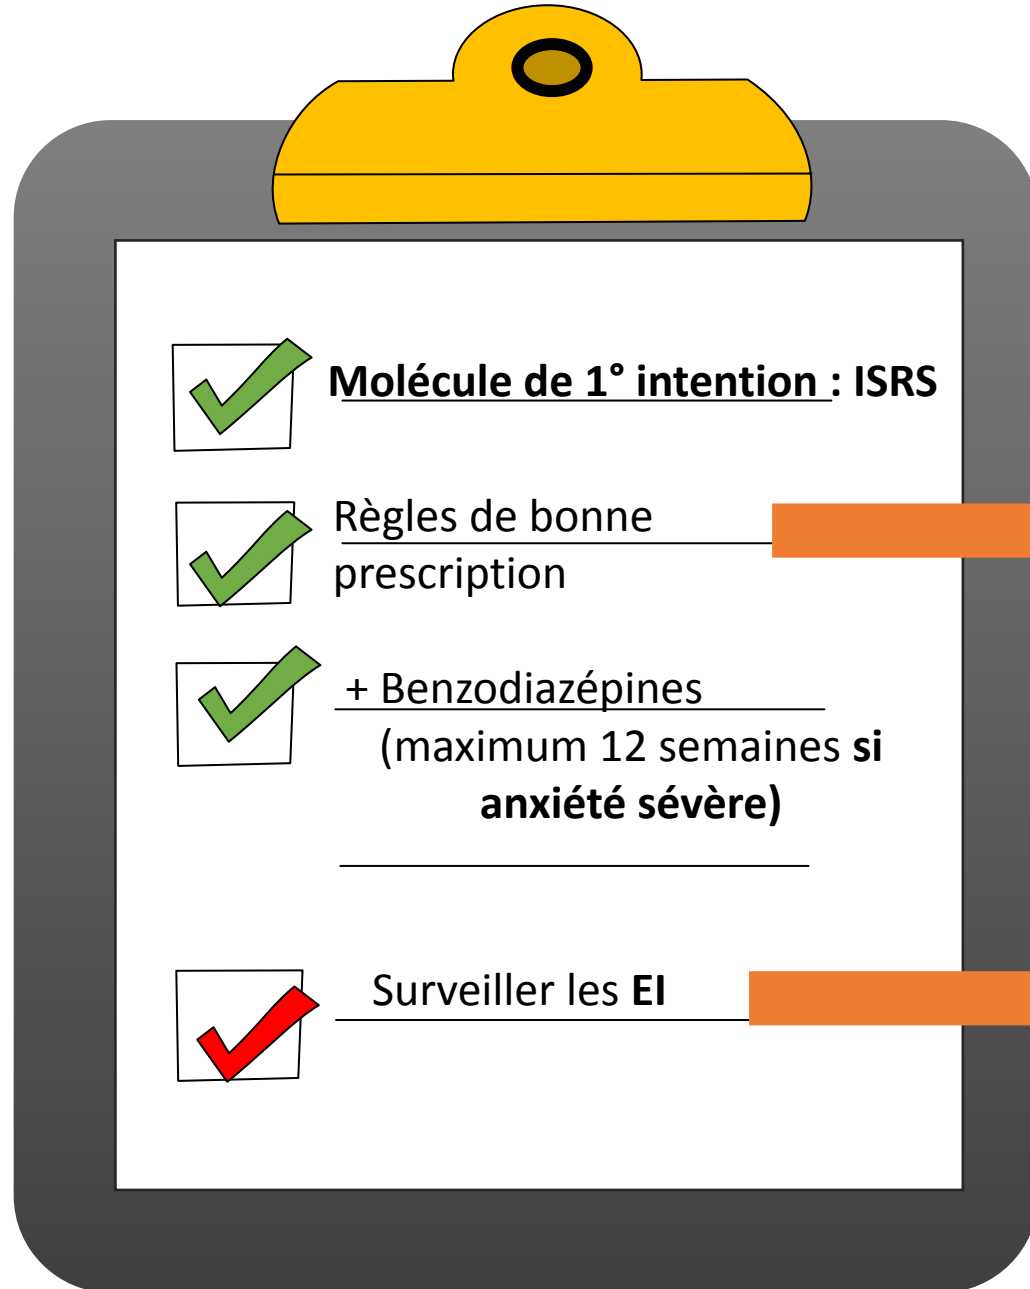 Molécule de 1° intention : ISRS
Règles de bonne
prescription
+ Benzodiazépines
(maximum 12 semaines si
anxiété sévère)
Surveiller les EI